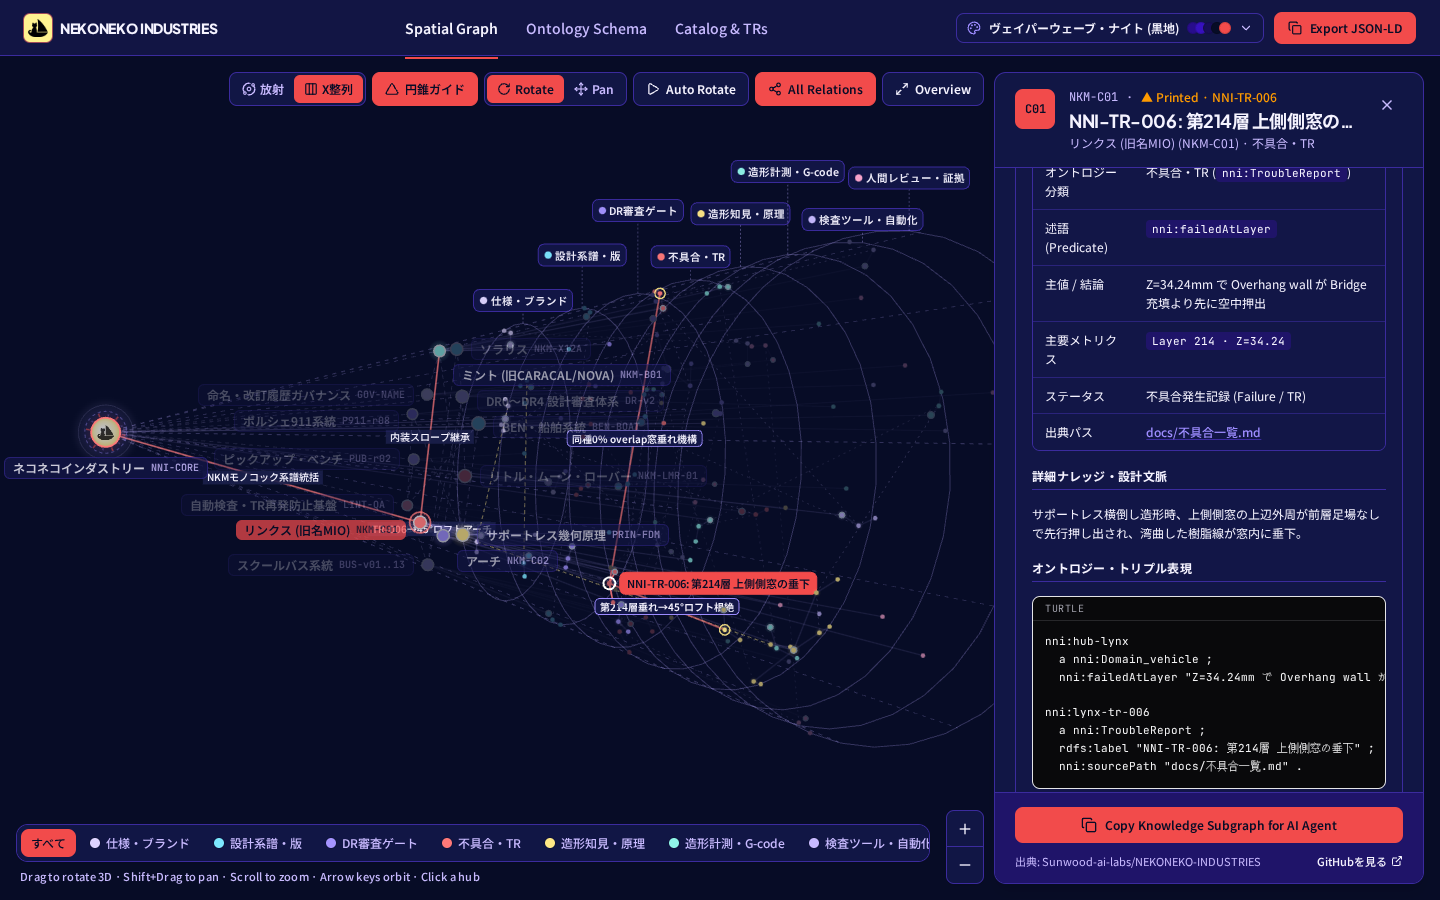 NEKONEKO INDUSTRIES
Spatial Graph
Ontology Schema
Catalog & TRs
ヴェイパーウェーブ・ナイト (黒地)
Export JSON-LD
放射
X整列
円錐ガイド
Rotate
Pan
Auto Rotate
All Relations
Overview
造形計測・G-code
人間レビュー・証拠
DR審査ゲート
造形知見・原理
検査ツール・自動化
設計系譜・版
不具合・TR
仕様・ブランド
ソラリス
ミント (旧CARACAL/NOVA) NKM-B01
命名・改訂履歴ガバナンス GOV-NAME
DR1〜DR4 設計審査体系 DR-v2
ポルシェ911系統 P911-r08
BEN・船舶系統 BEN-BOAT
内装スロープ継承
同種0% overlap窓垂れ機構
ピックアップ・ベンチ PUB-r02
ネコネコインダストリー NNI-CORE
NKMモノコック系譜統括
リトル・ムーン・ローバー NKM-LMR-01
自動検査・TR再発防止基盤 LINT-QA
リンクス (旧名MIO)
サポートレス幾何原理 PRIN-FDM
アーチ NKM-C02
スクールバス系統 BUS-v01..13
NNI-TR-006: 第214層 上側側窓の垂下
第214層垂れ→45°ロフト根絶
C01
NKM-C01 · ▲ Printed · NNI-TR-006
NNI-TR-006: 第214層 上側側窓の…
リンクス (旧名MIO) (NKM-C01) · 不具合・TR
オントロジー分類
不具合・TR ( nni:TroubleReport )
述語 (Predicate)
nni:failedAtLayer
主値 / 結論
Z=34.24mm で Overhang wall が Bridge
充填より先に空中押出
主要メトリクス
Layer 214 · Z=34.24
ステータス
不具合発生記録 (Failure / TR)
出典パス
docs/不具合一覧.md
詳細ナレッジ・設計文脈
サポートレス横倒し造形時、上側側窓の上辺外周が前層足場なし
で先行押し出され、湾曲した樹脂線が窓内に垂下。
オントロジー・トリプル表現
TURTLE
nni:hub-lynx
a nni:Domain_vehicle ;
nni:failedAtLayer "Z=34.24mm で Overhang wall が
nni:lynx-tr-006
a nni:TroubleReport ;
rdfs:label "NNI-TR-006: 第214層 上側側窓の垂下" ;
nni:sourcePath "docs/不具合一覧.md" .
Copy Knowledge Subgraph for AI Agent
出典: Sunwood-ai-labs/NEKONEKO-INDUSTRIES
GitHubを見る
すべて
仕様・ブランド
設計系譜・版
DR審査ゲート
不具合・TR
造形知見・原理
造形計測・G-code
検査ツール・自動化
Drag to rotate 3D · Shift+Drag to pan · Scroll to zoom · Arrow keys orbit · Click a hub